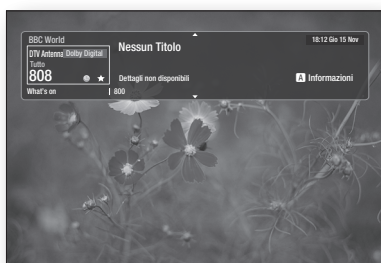 BBC World
18:12 Gio 15 Nov
DTV Antenna Dolby Digital
Nessun Titolo
Tutto
808
Dettagli non disponibili
A Informazioni
What's on
800